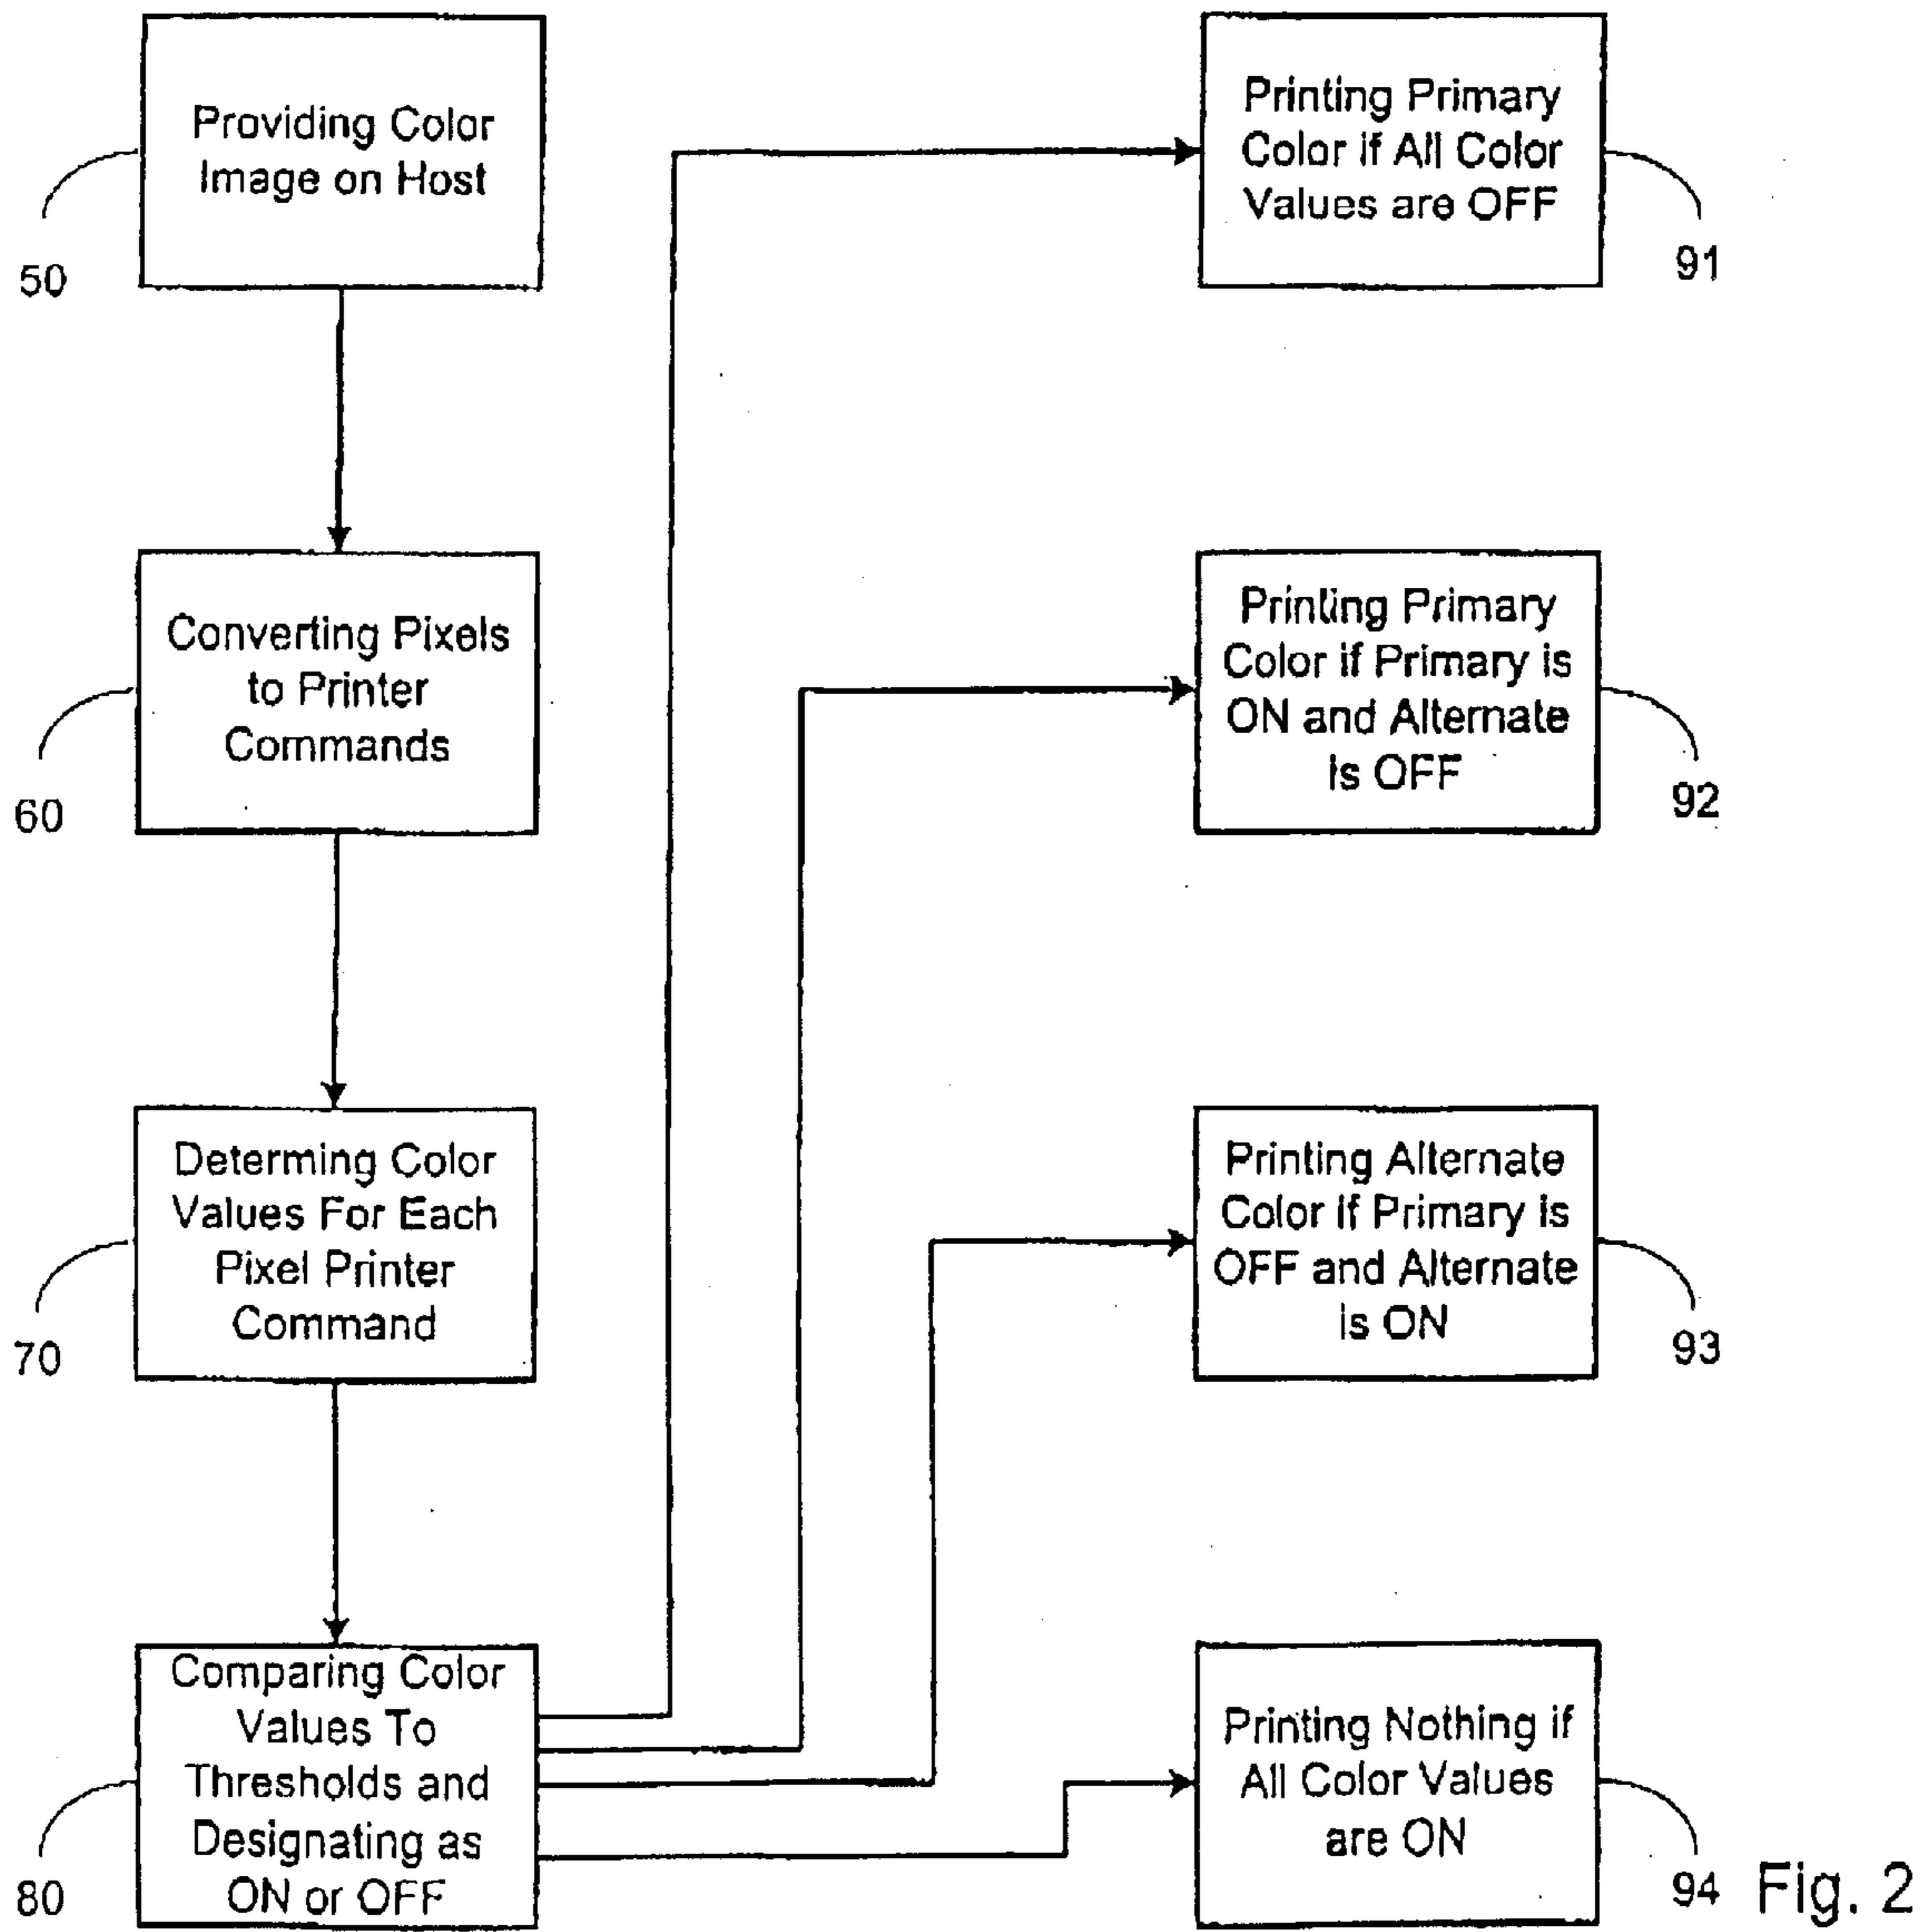 Providing Color
Image on Host
50
Converting Pixels
to Printer
Commands
60
Determing Color
Values For Each
Pixel Printer
Command
70
Comparing Color
Values To
Thresholds and
Designating as
ON or OFF
80
Printing Primary
Color if All Color
Values are OFF
91
Printing Primary
Color if Primary is
ON and Alternate
is OFF
92
Printing Alternate
Color if Primary is
OFF and Alternate
is ON
93
Printing Nothing if
All Color Values
are ON
94
Fig. 2